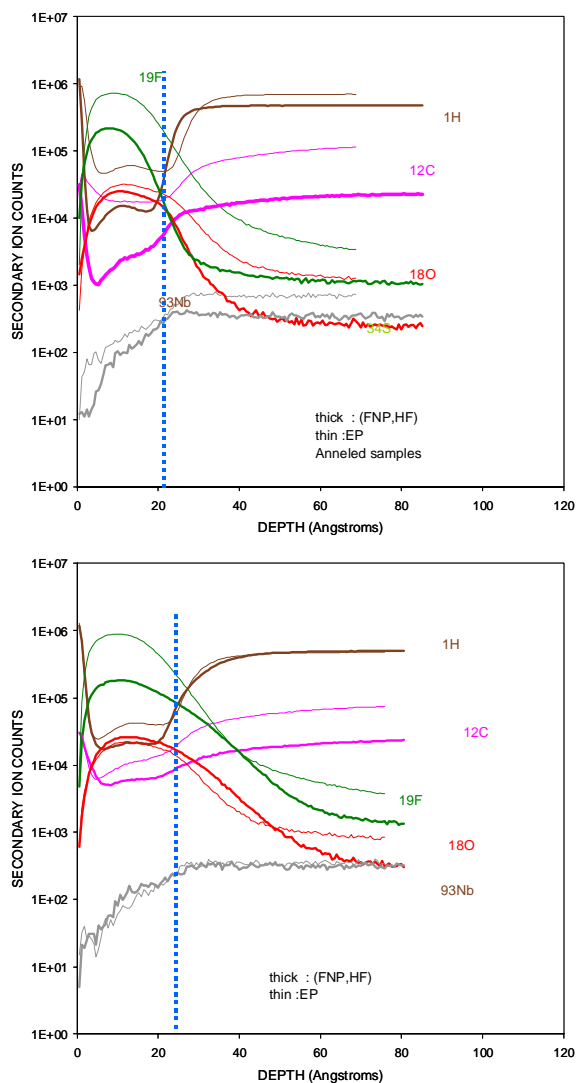 1E+07
1E+06
1E+05
1E+04
1E+03
1E+02
1E+01
1E+00
SECONDARY ION COUNTS
19F
1H
12C
18O
93Nb
34S
thick : (FNP,HF)
thin :EP
Anneled samples
0 20 40 60 80 100 120
DEPTH (Angstroms)
1E+07
1E+06
1E+05
1E+04
1E+03
1E+02
1E+01
1E+00
SECONDARY ION COUNTS
1H
12C
19F
18O
93Nb
thick : (FNP,HF)
thin :EP
0 20 40 60 80 100 120
DEPTH (Angstroms)